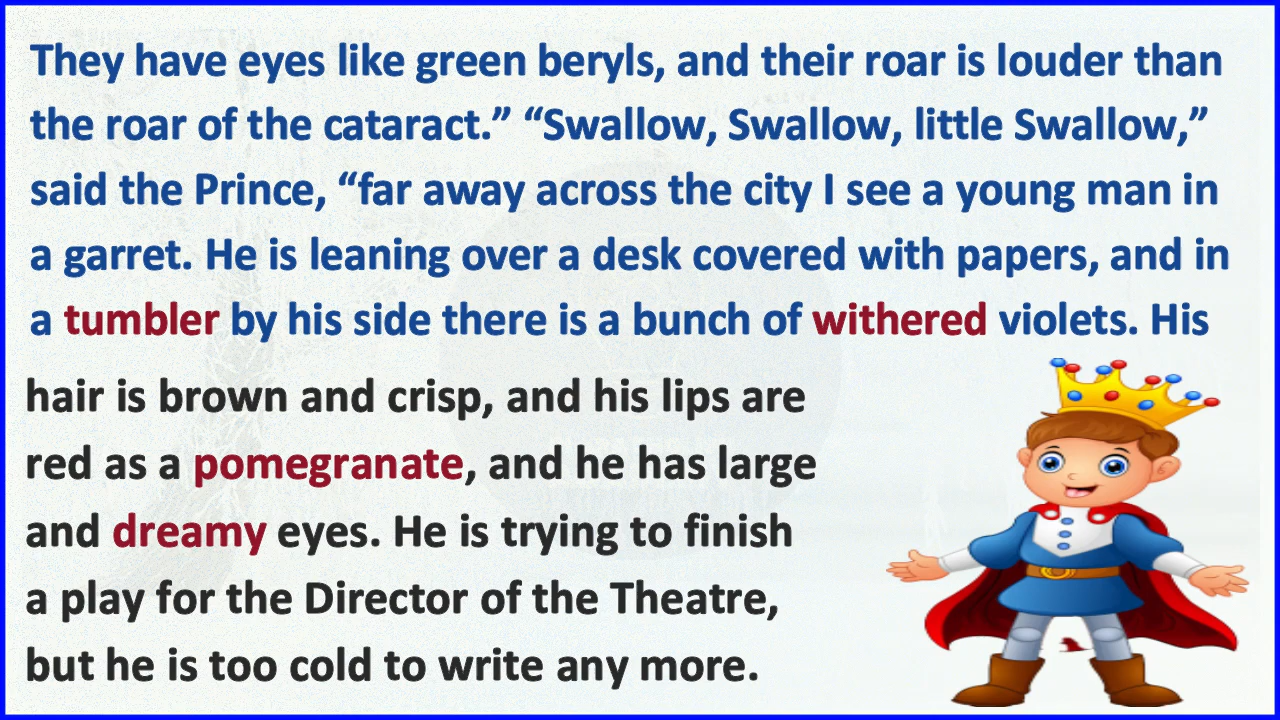 They have eyes like green beryls, and their roar is louder than
the roar of the cataract.” “Swallow, Swallow, little Swallow,”
said the Prince, “far away across the city I see a young man in
a garret. He is leaning over a desk covered with papers, and in
a tumbler by his side there is a bunch of withered violets. His
hair is brown and crisp, and his lips are
red as a pomegranate, and he has large
and dreamy eyes. He is trying to finish
a play for the Director of the Theatre,
but he is too cold to write any more.